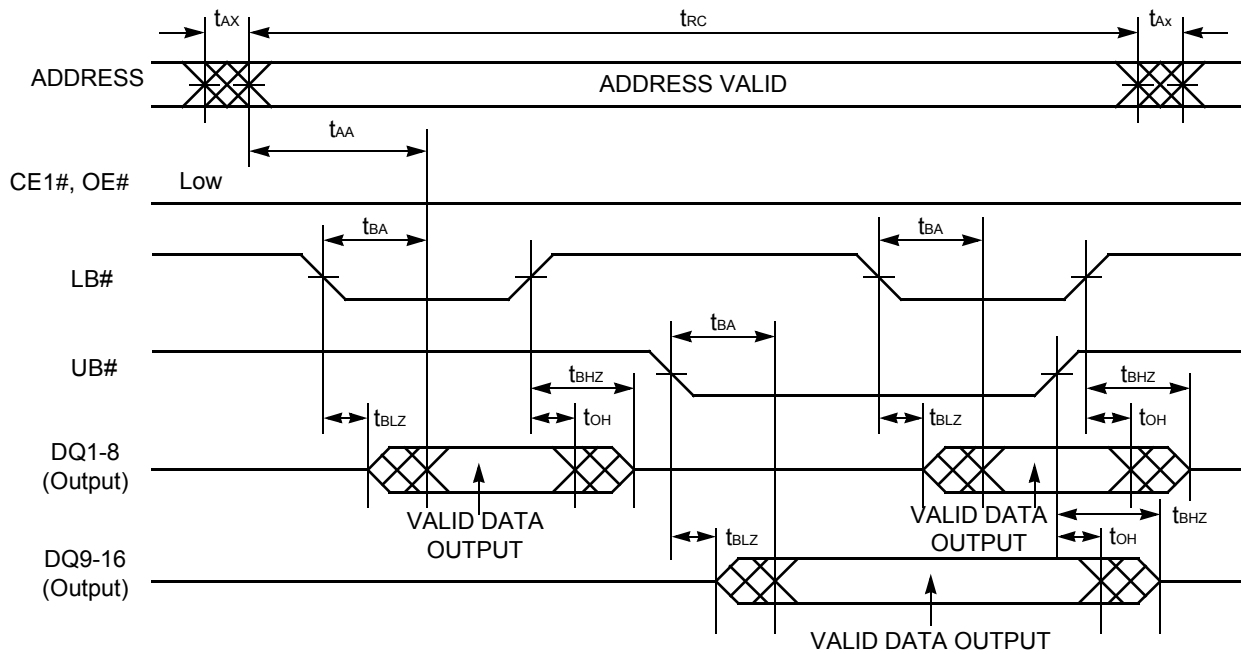 tAX tRC tAx
ADDRESS ADDRESS VALID
tAA
CE1#, OE# Low
tBA tBA
LB#
tBA
UB#
tBHZ tBHZ
tBLZ tOH tBLZ tOH
DQ1-8
(Output)
VALID DATA
OUTPUT
VALID DATA
OUTPUT
tBHZ
tBLZ tOH
DQ9-16
(Output)
VALID DATA OUTPUT